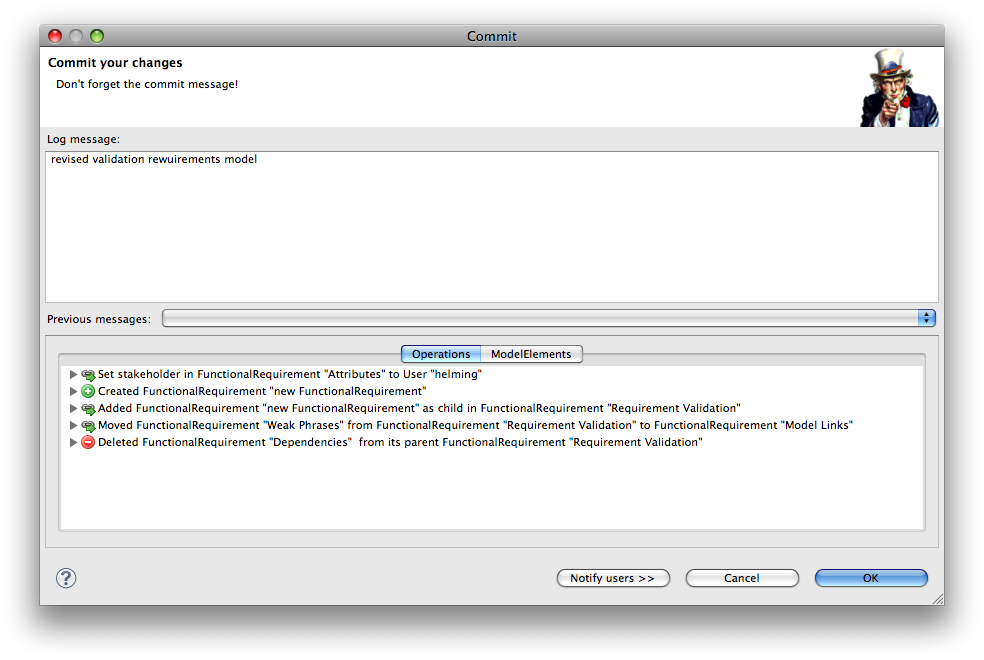 Commit
Commit your changes
Don't forget the commit message!
Log message:
revised validation rewuirements model
Previous messages:
Operations ModelElements
Set stakeholder in FunctionalRequirement "Attributes" to User "helming"
Created FunctionalRequirement "new FunctionalRequirement"
Added FunctionalRequirement "new FunctionalRequirement" as child in FunctionalRequirement "Requirement Validation"
Moved FunctionalRequirement "Weak Phrases" from FunctionalRequirement "Requirement Validation" to FunctionalRequirement "Model Links"
Deleted FunctionalRequirement "Dependencies"  from its parent FunctionalRequirement "Requirement Validation"
? Notify users >> Cancel OK